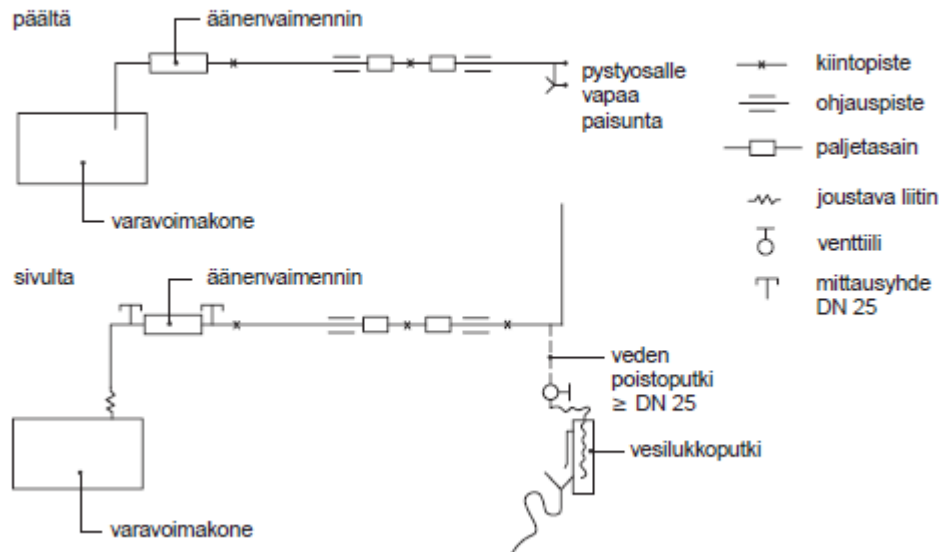 päältä
äänenvaimennin
pystyosalle
vapaa
paisunta
varavoimakone
kiintopiste
ohjauspiste
paljetasain
joustava liitin
venttiili
mittausyhde
DN 25
sivulta
äänenvaimennin
veden
poistoputki
≥ DN 25
vesilukkoputki
varavoimakone